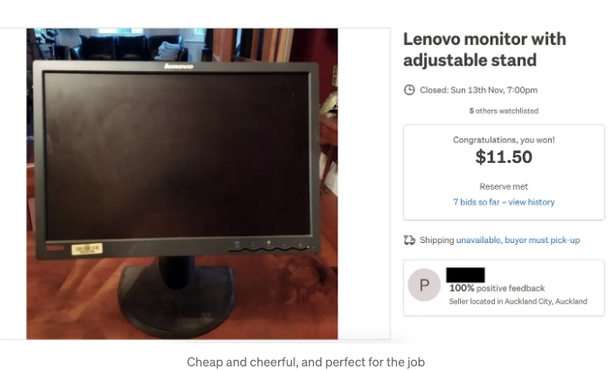 lenovo
Lenovo monitor with
adjustable stand
Closed: Sun 13th Nov, 7:00pm
5 others watchlisted
Congratulations, you won!
$11.50
Reserve met
7 bids so far – view history
Shipping unavailable, buyer must pick-up
P
100% positive feedback
Seller located in Auckland City, Auckland
Cheap and cheerful, and perfect for the job